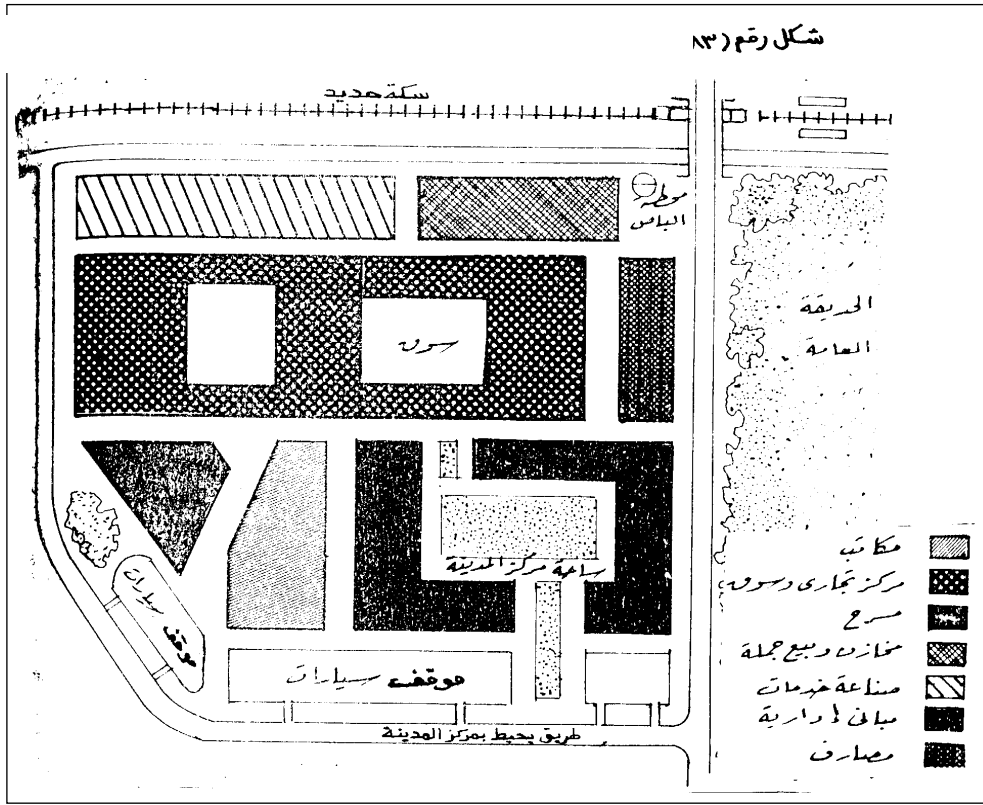 شكل رقم (٨٣
سكة حديد
محطة
الباص
الحديقة
العامة
سوق
ساحة مركز المدينة
موقف سيارات
موقف سيارات
طريق يحيط بمركز المدينة
مكاتب
مركز تجارى وسوق
مسرح
مخازن وبيع جملة
صناعة خدمات
مبانى إدارية
مصارف